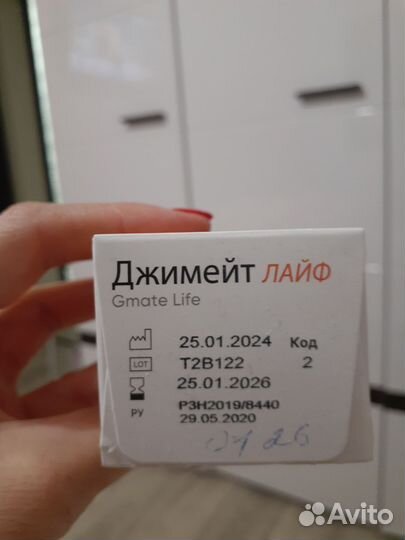 Джимейт ЛАЙФ
Gmate Life
25.01.2024 Код
LOT T2B122 2
25.01.2026
РУ РЗН2019/8440
29.05.2020
Avito